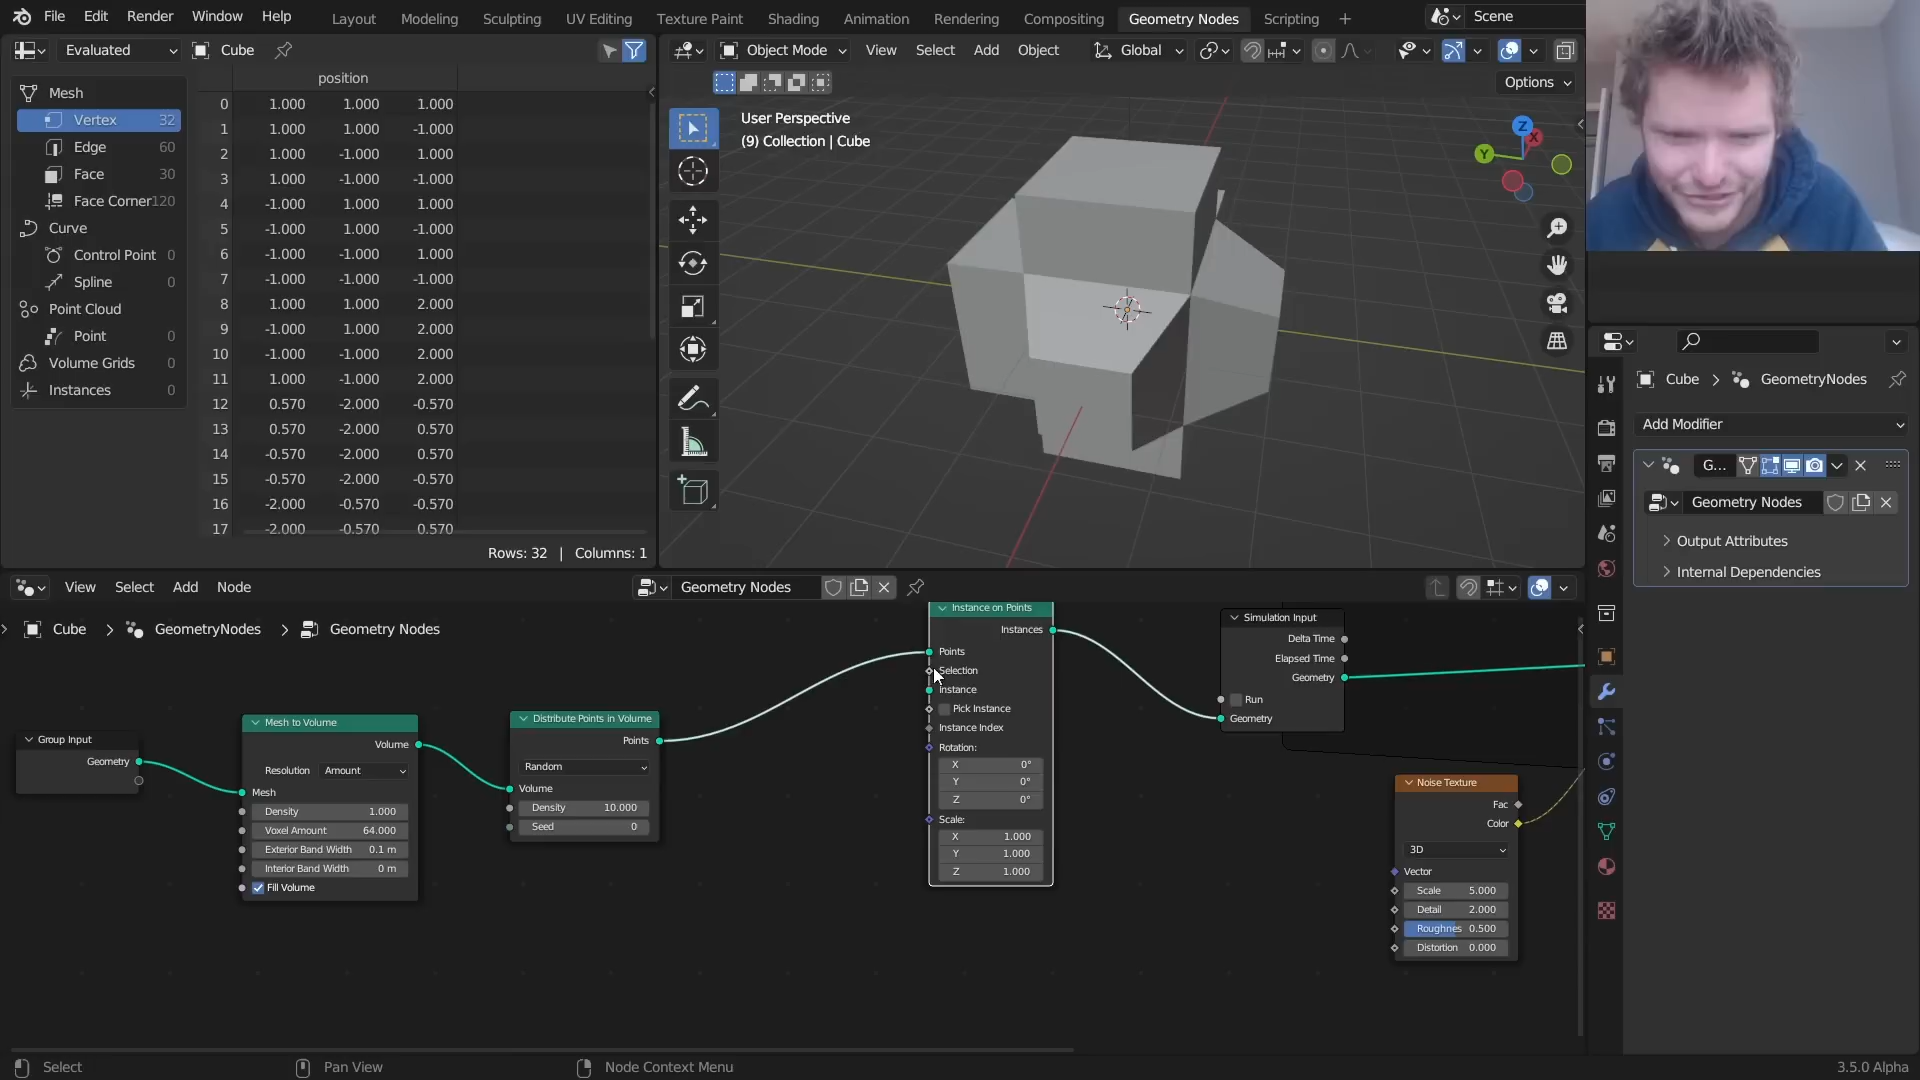 File Edit Render Window Help Layout Modeling Sculpting UV Editing Texture Paint Shading Animation Rendering Compositing Geometry Nodes Scripting + Scene
Evaluated Cube
position
Mesh
Vertex 32
Edge 60
Face 30
Face Corner 120
Curve
Control Point 0
Spline 0
Point Cloud
Point 0
Volume Grids 0
Instances 0
0 1.000 1.000 1.000
1 1.000 1.000 -1.000
2 1.000 -1.000 1.000
3 1.000 -1.000 -1.000
4 -1.000 1.000 1.000
5 -1.000 1.000 -1.000
6 -1.000 -1.000 1.000
7 -1.000 -1.000 -1.000
8 1.000 1.000 2.000
9 -1.000 1.000 2.000
10 -1.000 -1.000 2.000
11 1.000 -1.000 2.000
12 0.570 -2.000 -0.570
13 0.570 -2.000 0.570
14 -0.570 -2.000 0.570
15 -0.570 -2.000 -0.570
16 -2.000 -0.570 -0.570
17 -2.000 -0.570 0.570
Rows: 32 | Columns: 1
Object Mode View Select Add Object Global
Options
User Perspective
(9) Collection | Cube
Z
X
Y
Cube > GeometryNodes
Add Modifier
G...
Geometry Nodes
Output Attributes
Internal Dependencies
View Select Add Node Geometry Nodes
Cube > GeometryNodes > Geometry Nodes
Group Input
Geometry
Mesh to Volume
Volume
Resolution Amount
Mesh
Density 1.000
Voxel Amount 64.000
Exterior Band Width 0.1 m
Interior Band Width 0 m
Fill Volume
Distribute Points in Volume
Points
Random
Volume
Density 10.000
Seed 0
Instance on Points
Instances
Points
Selection
Instance
Pick Instance
Instance Index
Rotation:
X 0°
Y 0°
Z 0°
Scale:
X 1.000
Y 1.000
Z 1.000
Simulation Input
Delta Time
Elapsed Time
Geometry
Run
Geometry
Noise Texture
Fac
Color
3D
Vector
Scale 5.000
Detail 2.000
Roughnes 0.500
Distortion 0.000
Select Pan View Node Context Menu 3.5.0 Alpha